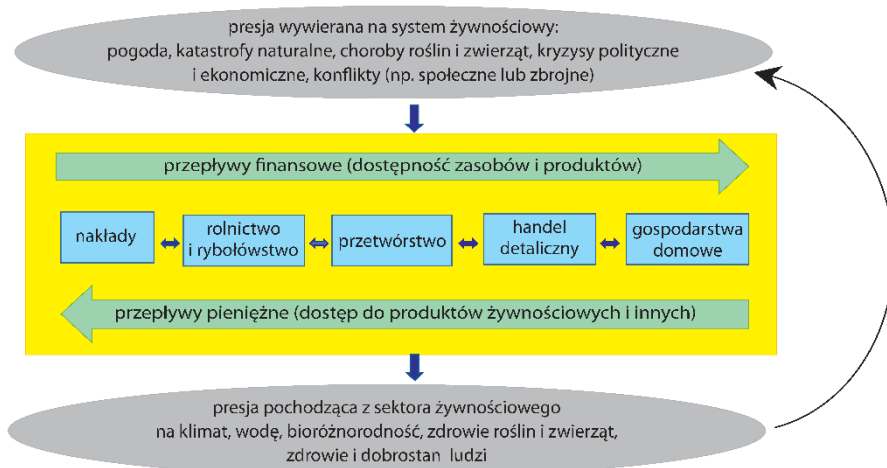 presja wywierana na system żywnościowy:
pogoda, katastrofy naturalne, choroby roślin i zwierząt, kryzysy polityczne
i ekonomiczne, konflikty (np. społeczne lub zbrojne)
przepływy finansowe (dostępność zasobów i produktów)
nakłady
rolnictwo
i rybołówstwo
przetwórstwo
handel
detaliczny
gospodarstwa
domowe
przepływy pieniężne (dostęp do produktów żywnościowych i innych)
presja pochodząca z sektora żywnościowego
na klimat, wodę, bioróżnorodność, zdrowie roślin i zwierząt,
zdrowie i dobrostan ludzi